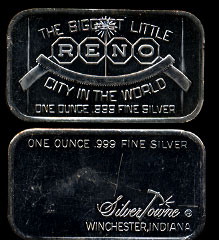 THE BIGGEST LITTLE
RENO
CITY IN THE WORLD
ONE OUNCE .999 FINE SILVER
ONE OUNCE .999 FINE SILVER
SilverTowne ®
WINCHESTER, INDIANA